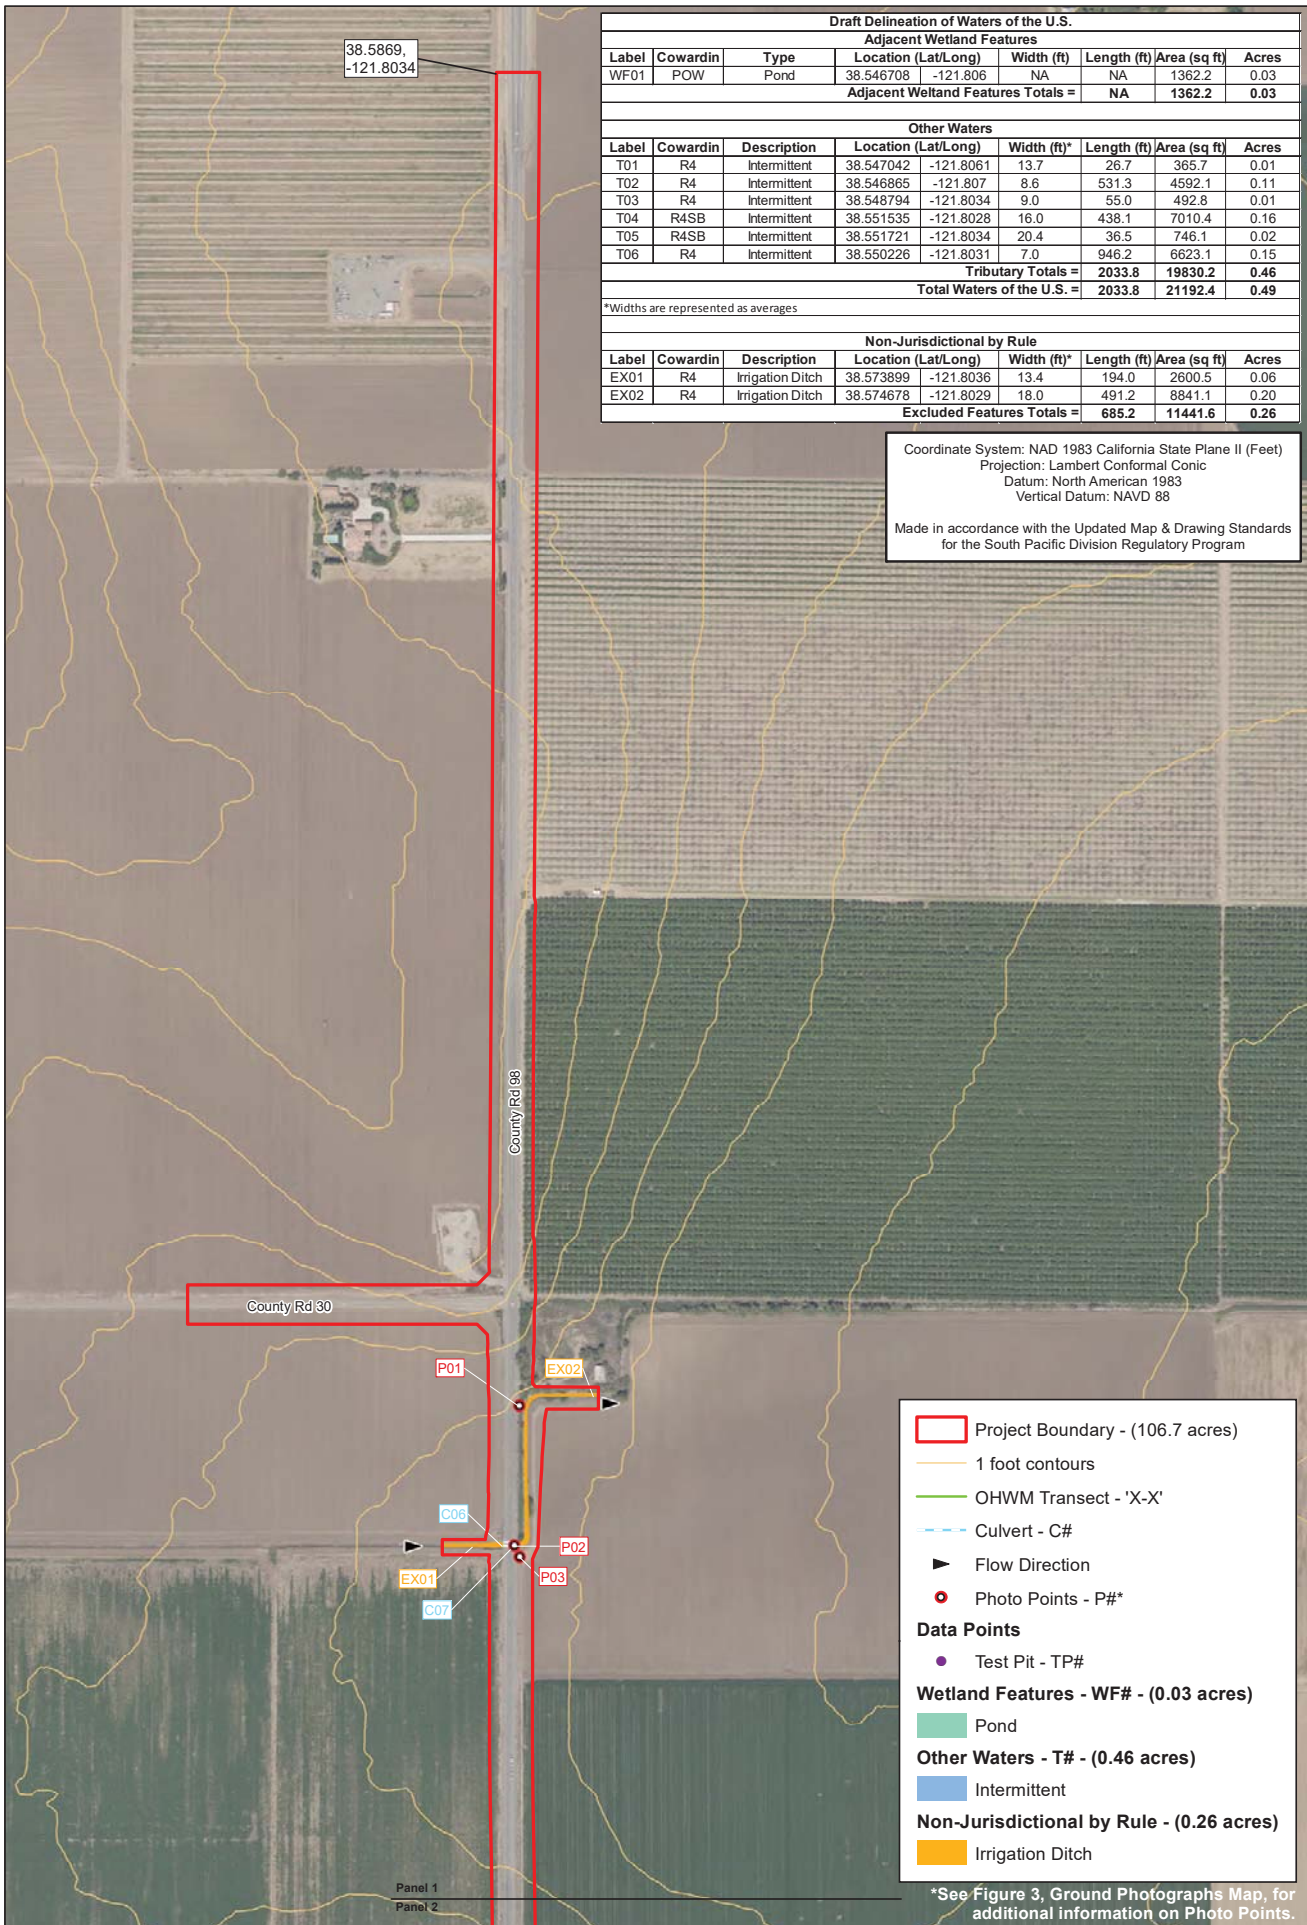 38.5869,
-121.8034
Draft Delineation of Waters of the U.S.
Adjacent Wetland Features
Label Cowardin Type Location (Lat/Long) Width (ft) Length (ft) Area (sq ft) Acres
WF01 POW Pond 38.546708 -121.806 NA NA 1362.2 0.03
Adjacent Weltand Features Totals = NA 1362.2 0.03
Other Waters
Label Cowardin Description Location (Lat/Long) Width (ft)* Length (ft) Area (sq ft) Acres
T01 R4 Intermittent 38.547042 -121.8061 13.7 26.7 365.7 0.01
T02 R4 Intermittent 38.546865 -121.807 8.6 531.3 4592.1 0.11
T03 R4 Intermittent 38.548794 -121.8034 9.0 55.0 492.8 0.01
T04 R4SB Intermittent 38.551535 -121.8028 16.0 438.1 7010.4 0.16
T05 R4SB Intermittent 38.551721 -121.8034 20.4 36.5 746.1 0.02
T06 R4 Intermittent 38.550226 -121.8031 7.0 946.2 6623.1 0.15
Tributary Totals = 2033.8 19830.2 0.46
Total Waters of the U.S. = 2033.8 21192.4 0.49
*Widths are represented as averages
Non-Jurisdictional by Rule
Label Cowardin Description Location (Lat/Long) Width (ft)* Length (ft) Area (sq ft) Acres
EX01 R4 Irrigation Ditch 38.573899 -121.8036 13.4 194.0 2600.5 0.06
EX02 R4 Irrigation Ditch 38.574678 -121.8029 18.0 491.2 8841.1 0.20
Excluded Features Totals = 685.2 11441.6 0.26
Coordinate System: NAD 1983 California State Plane II (Feet)
Projection: Lambert Conformal Conic
Datum: North American 1983
Vertical Datum: NAVD 88
Made in accordance with the Updated Map & Drawing Standards
for the South Pacific Division Regulatory Program
County Rd 98
County Rd 30
P01
EX02
C06
P02
EX01
P03
C07
Project Boundary - (106.7 acres)
1 foot contours
OHWM Transect - 'X-X'
Culvert - C#
Flow Direction
Photo Points - P#*
Data Points
Test Pit - TP#
Wetland Features - WF# - (0.03 acres)
Pond
Other Waters - T# - (0.46 acres)
Intermittent
Non-Jurisdictional by Rule - (0.26 acres)
Irrigation Ditch
Panel 1
Panel 2
*See Figure 3, Ground Photographs Map, for
additional information on Photo Points.